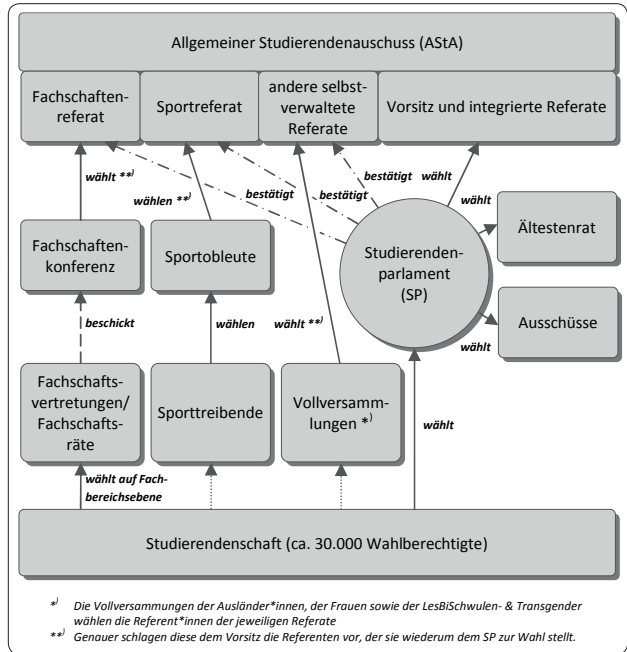 Allgemeiner Studierendenauschuss (AStA)
Fachschaften-
referat
Sportreferat
andere selbst-
verwaltete
Referate
Vorsitz und integrierte Referate
wählt **)
wählen **)
bestätigt
bestätigt
bestätigt
wählt
wählt
Ältestenrat
Fachschaften-
konferenz
Sportobleute
Studierenden-
parlament
(SP)
Ausschüsse
wählt
beschickt
wählen
wählt **)
Fachschafts-
vertretungen/
Fachschafts-
räte
Sporttreibende
Vollversamm-
lungen *)
wählt
wählt auf Fach-
bereichsebene
Studierendenschaft (ca. 30.000 Wahlberechtigte)
*) Die Vollversammungen der Ausländer*innen, der Frauen sowie der LesBiSchwulen- & Transgender
wählen die Referent*innen der jeweiligen Referate
**) Genauer schlagen diese dem Vorsitz die Referenten vor, der sie wiederum dem SP zur Wahl stellt.